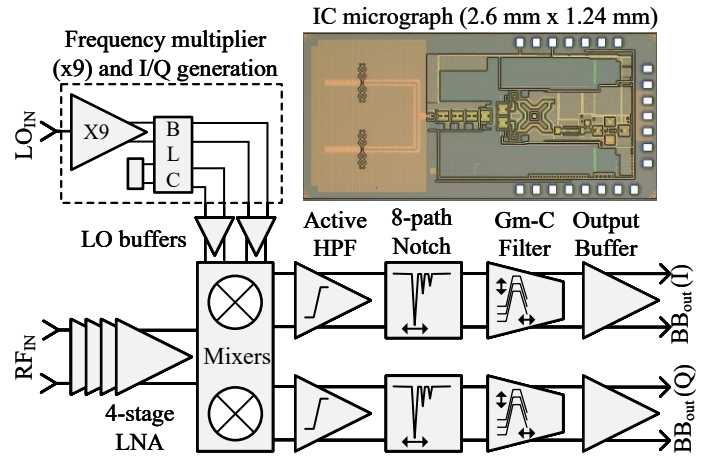 IC micrograph (2.6 mm x 1.24 mm)
Frequency multiplier
(x9) and I/Q generation
LO_IN
X9
B
L
C
LO buffers
Active
HPF
8-path
Notch
Gm-C
Filter
Output
Buffer
RF_IN
Mixers
4-stage
LNA
BB_out(I)
BB_out(Q)